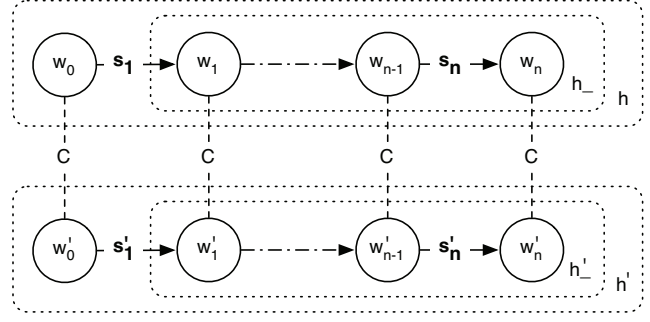 w₀ s₁ w₁ wₙ₋₁ sₙ wₙ h_ h
C C C C
w'₀ s'₁ w'₁ w'ₙ₋₁ s'ₙ w'ₙ h'_ h'